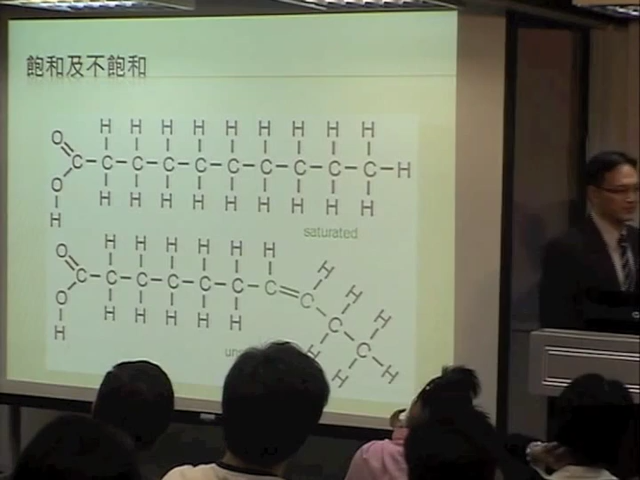 飽和及不飽和
H H H H H H H H H
O
C C C C C C C C C C H
O
H H H H H H H H H
H
saturated
H H H H H H
O
C C C C C C C C C C
O
H H H H H
H
H H H
H H H
un